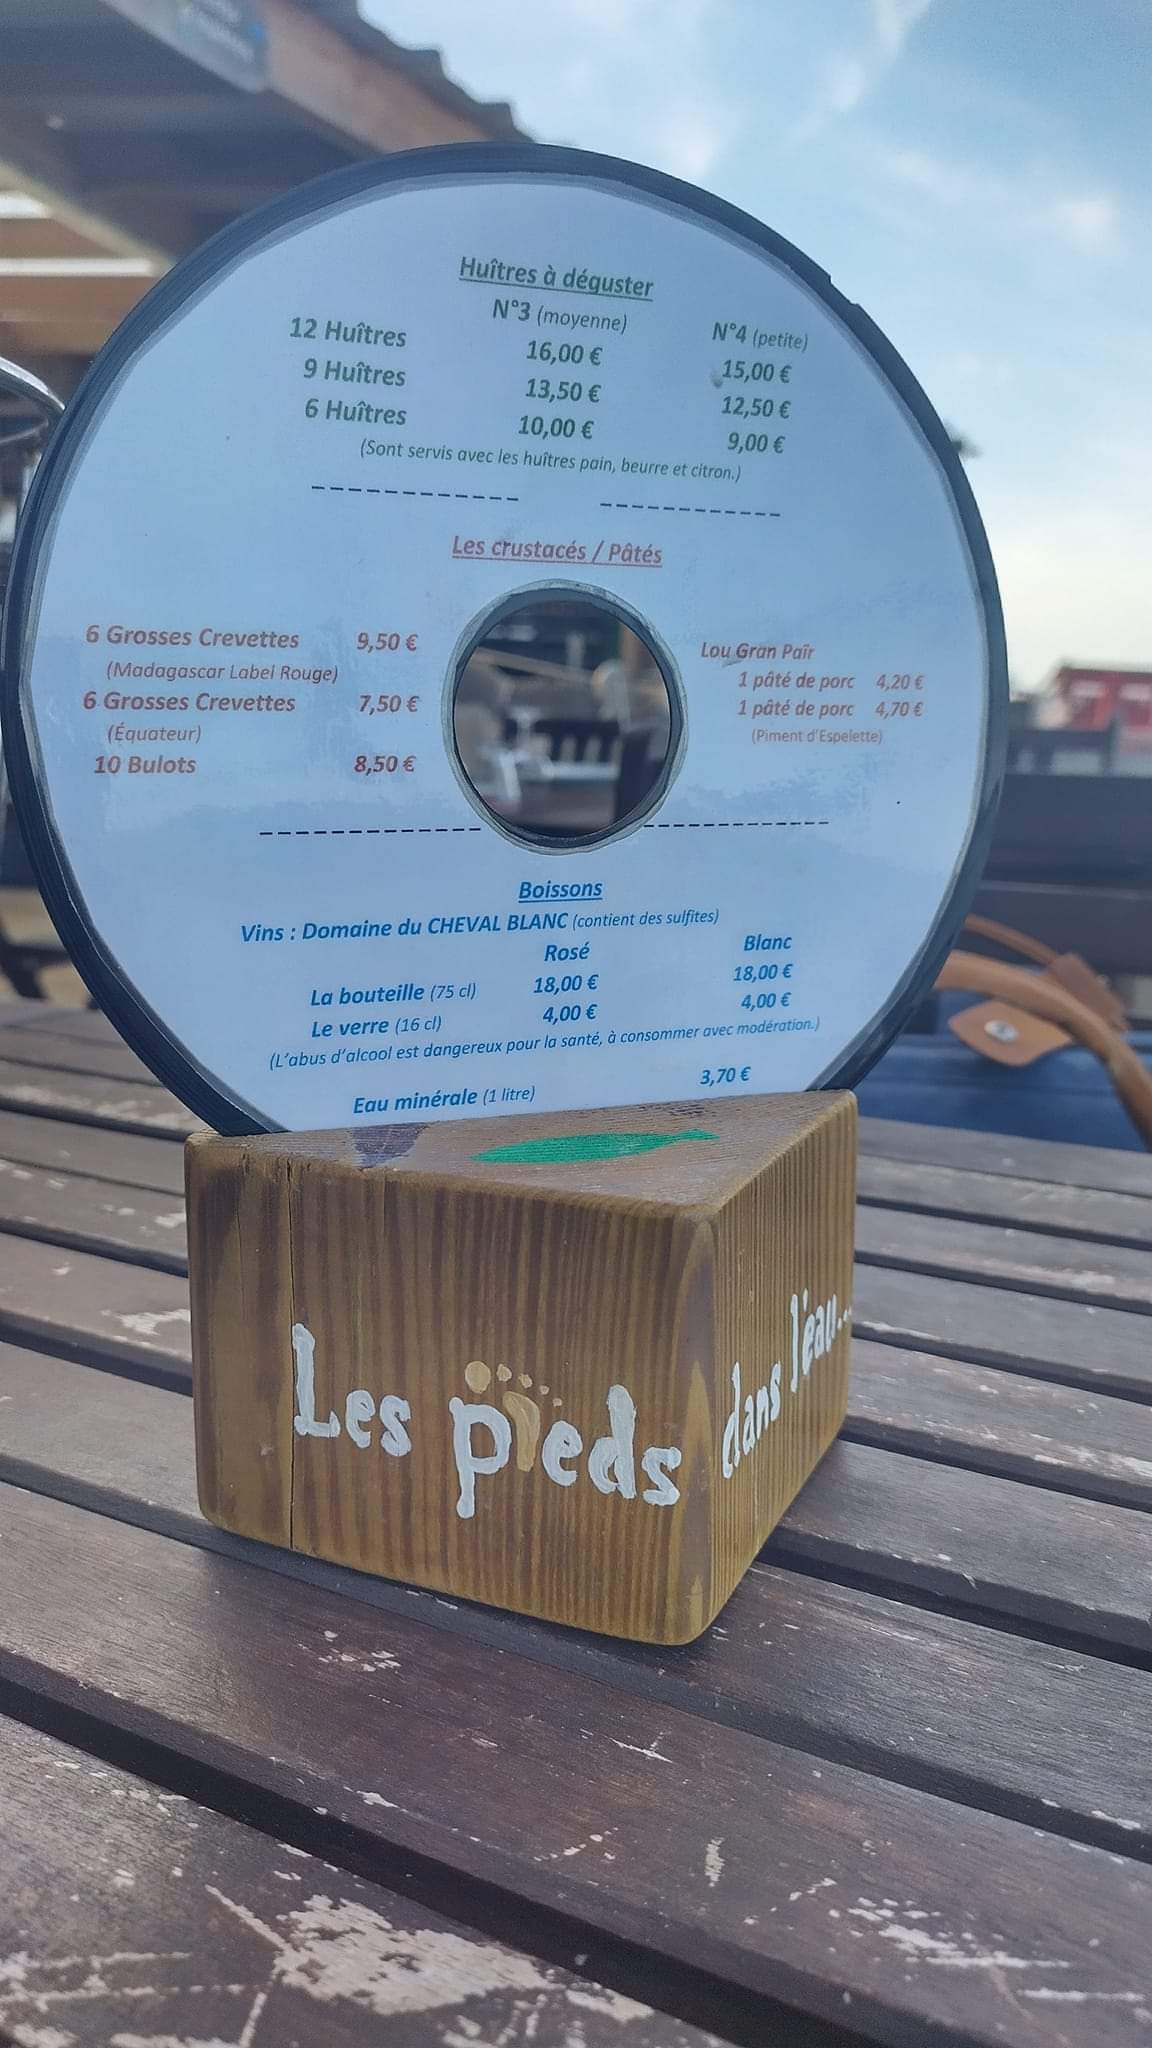 Huîtres à déguster
N°3 (moyenne) N°4 (petite)
12 Huîtres 16,00 € 15,00 €
9 Huîtres 13,50 € 12,50 €
6 Huîtres 10,00 € 9,00 €
(Sont servis avec les huîtres pain, beurre et citron.)
Les crustacés / Pâtés
6 Grosses Crevettes 9,50 €
(Madagascar Label Rouge)
6 Grosses Crevettes 7,50 €
(Équateur)
10 Bulots 8,50 €
Lou Gran Païr
1 pâté de porc 4,20 €
1 pâté de porc 4,70 €
(Piment d'Espelette)
Boissons
Vins : Domaine du CHEVAL BLANC (contient des sulfites)
Rosé Blanc
La bouteille (75 cl) 18,00 € 18,00 €
Le verre (16 cl) 4,00 € 4,00 €
(L'abus d'alcool est dangereux pour la santé, à consommer avec modération.)
Eau minérale (1 litre) 3,70 €
Les pieds dans l'eau...